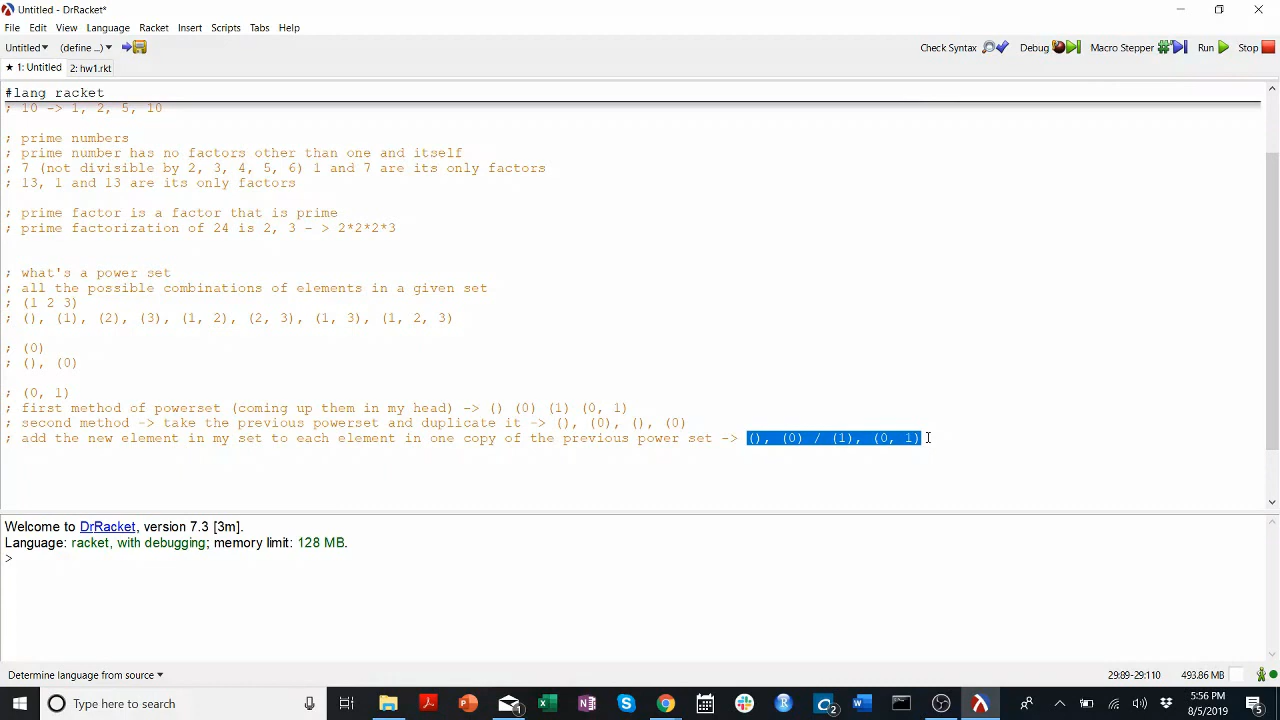 Untitled - DrRacket*
File Edit View Language Racket Insert Scripts Tabs Help
Untitled▾ (define ...)▾ Check Syntax Debug Macro Stepper Run Stop
★ 1: Untitled 2: hw1.rkt
#lang racket
; 10 -> 1, 2, 5, 10
; prime numbers
; prime number has no factors other than one and itself
; 7 (not divisible by 2, 3, 4, 5, 6) 1 and 7 are its only factors
; 13, 1 and 13 are its only factors
; prime factor is a factor that is prime
; prime factorization of 24 is 2, 3 - > 2*2*2*3
; what's a power set
; all the possible combinations of elements in a given set
; (1 2 3)
; (), (1), (2), (3), (1, 2), (2, 3), (1, 3), (1, 2, 3)
; (0)
; (), (0)
; (0, 1)
; first method of powerset (coming up them in my head) -> () (0) (1) (0, 1)
; second method -> take the previous powerset and duplicate it -> (), (0), (), (0)
; add the new element in my set to each element in one copy of the previous power set -> (), (0) / (1), (0, 1)
Welcome to DrRacket, version 7.3 [3m].
Language: racket, with debugging; memory limit: 128 MB.
>
Determine language from source▾ 29:89-29:110 493.86 MB
Type here to search 5:56 PM
8/5/2019